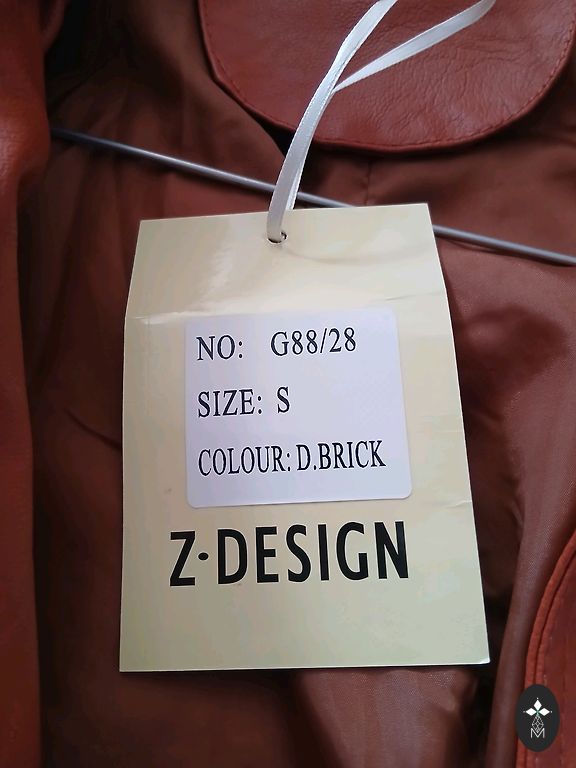 NO: G88/28
SIZE: S
COLOUR: D.BRICK
Z·DESIGN
M